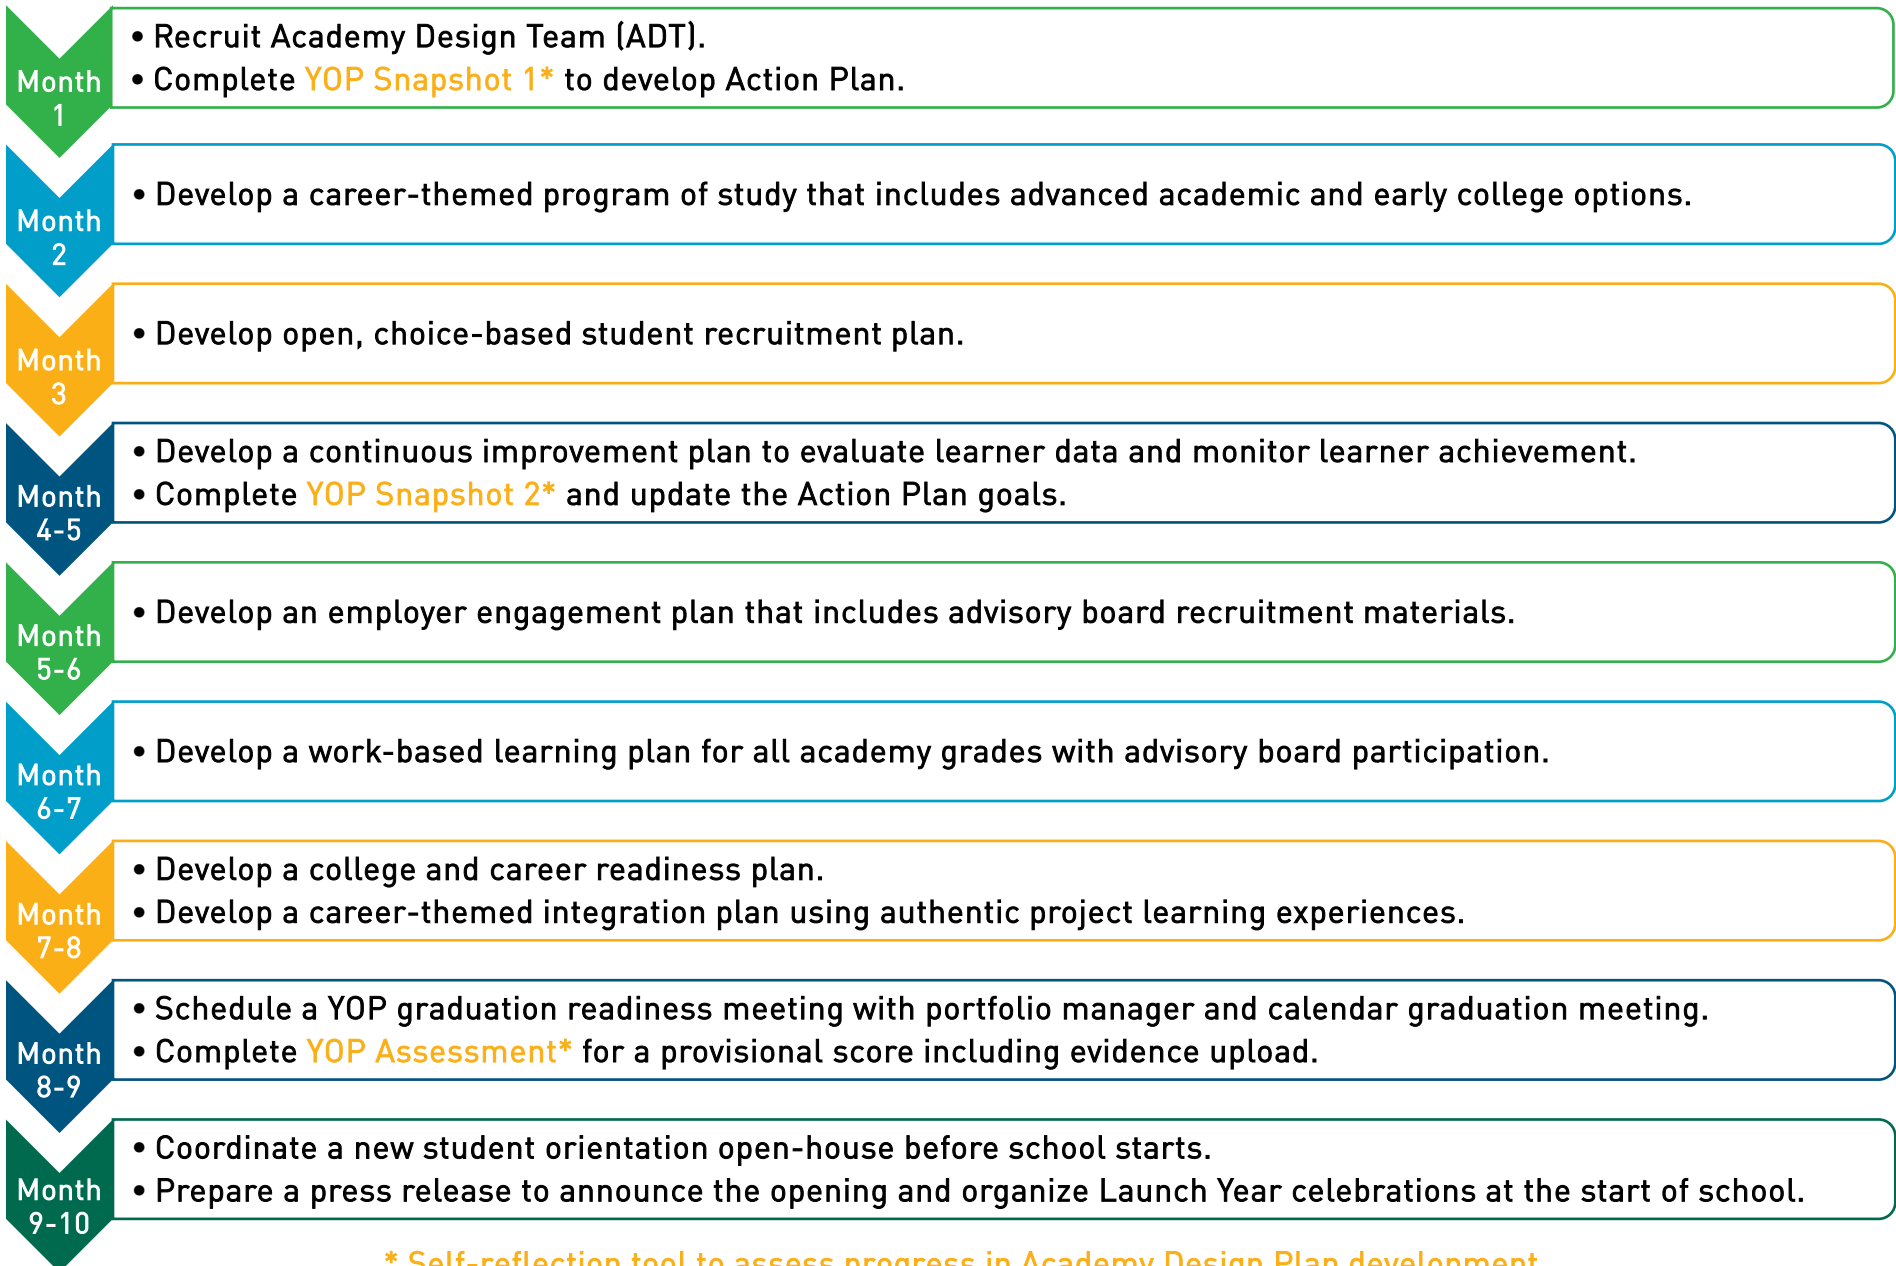 Month
1
• Recruit Academy Design Team (ADT).
• Complete YOP Snapshot 1* to develop Action Plan.
Month
2
• Develop a career-themed program of study that includes advanced academic and early college options.
Month
3
• Develop open, choice-based student recruitment plan.
Month
4-5
• Develop a continuous improvement plan to evaluate learner data and monitor learner achievement.
• Complete YOP Snapshot 2* and update the Action Plan goals.
Month
5-6
• Develop an employer engagement plan that includes advisory board recruitment materials.
Month
6-7
• Develop a work-based learning plan for all academy grades with advisory board participation.
Month
7-8
• Develop a college and career readiness plan.
• Develop a career-themed integration plan using authentic project learning experiences.
Month
8-9
• Schedule a YOP graduation readiness meeting with portfolio manager and calendar graduation meeting.
• Complete YOP Assessment* for a provisional score including evidence upload.
Month
9-10
• Coordinate a new student orientation open-house before school starts.
• Prepare a press release to announce the opening and organize Launch Year celebrations at the start of school.
* Self-reflection tool to assess progress in Academy Design Plan development